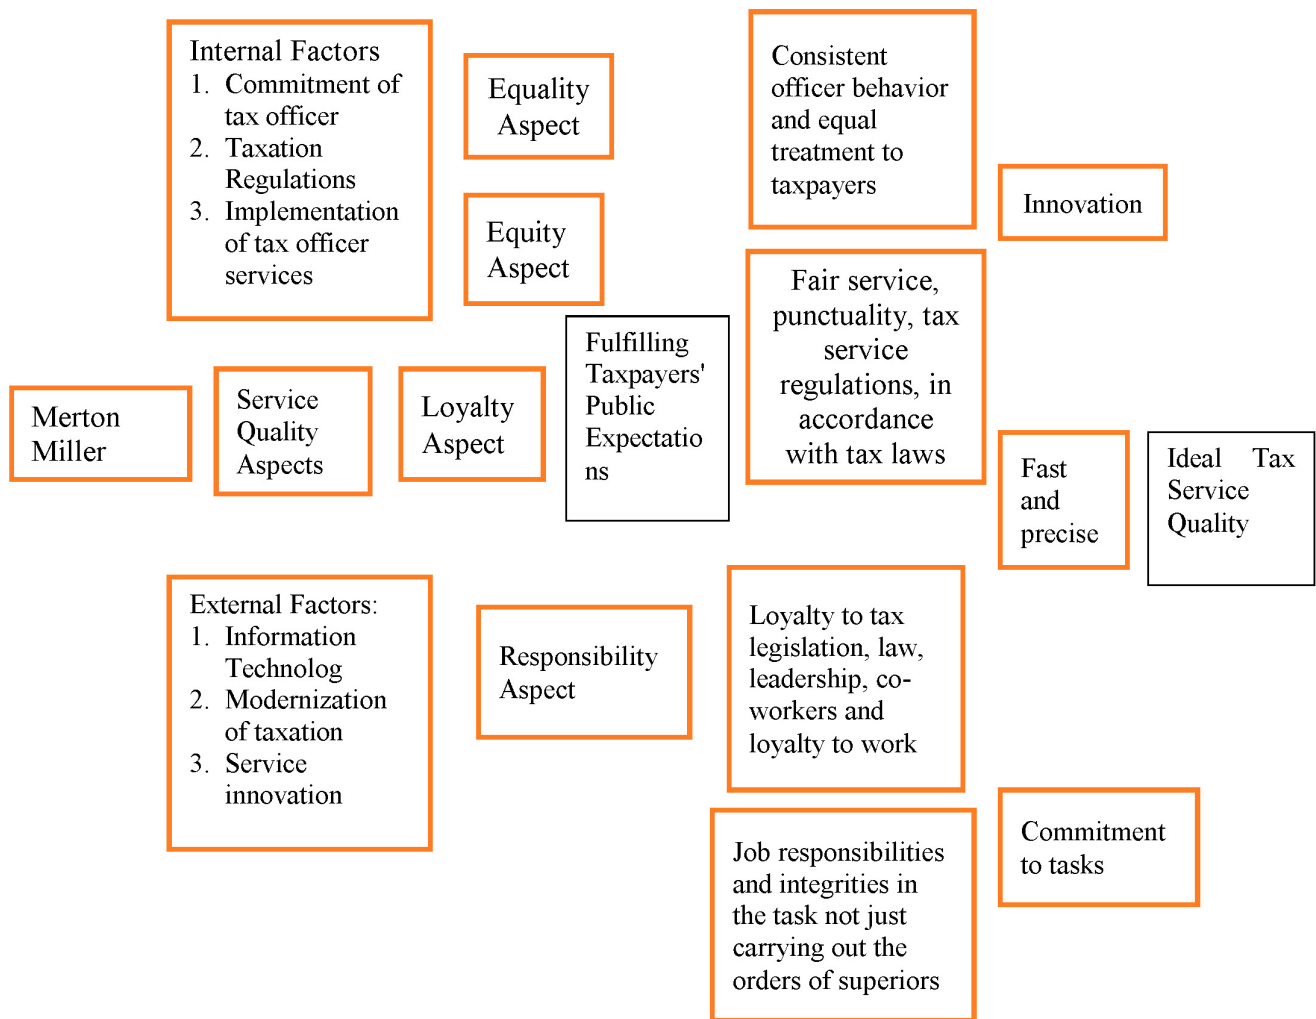 Internal Factors
1. Commitment of
tax officer
2. Taxation
Regulations
3. Implementation
of tax officer
services
Equality
Aspect
Equity
Aspect
Consistent
officer behavior
and equal
treatment to
taxpayers
Innovation
Merton
Miller
Service
Quality
Aspects
Loyalty
Aspect
Fulfilling
Taxpayers'
Public
Expectatio
ns
Fair service,
punctuality, tax
service
regulations, in
accordance
with tax laws
Fast
and
precise
Ideal Tax
Service
Quality
External Factors:
1. Information
Technolog
2. Modernization
of taxation
3. Service
innovation
Responsibility
Aspect
Loyalty to tax
legislation, law,
leadership, co-
workers and
loyalty to work
Job responsibilities
and integrities in
the task not just
carrying out the
orders of superiors
Commitment
to tasks